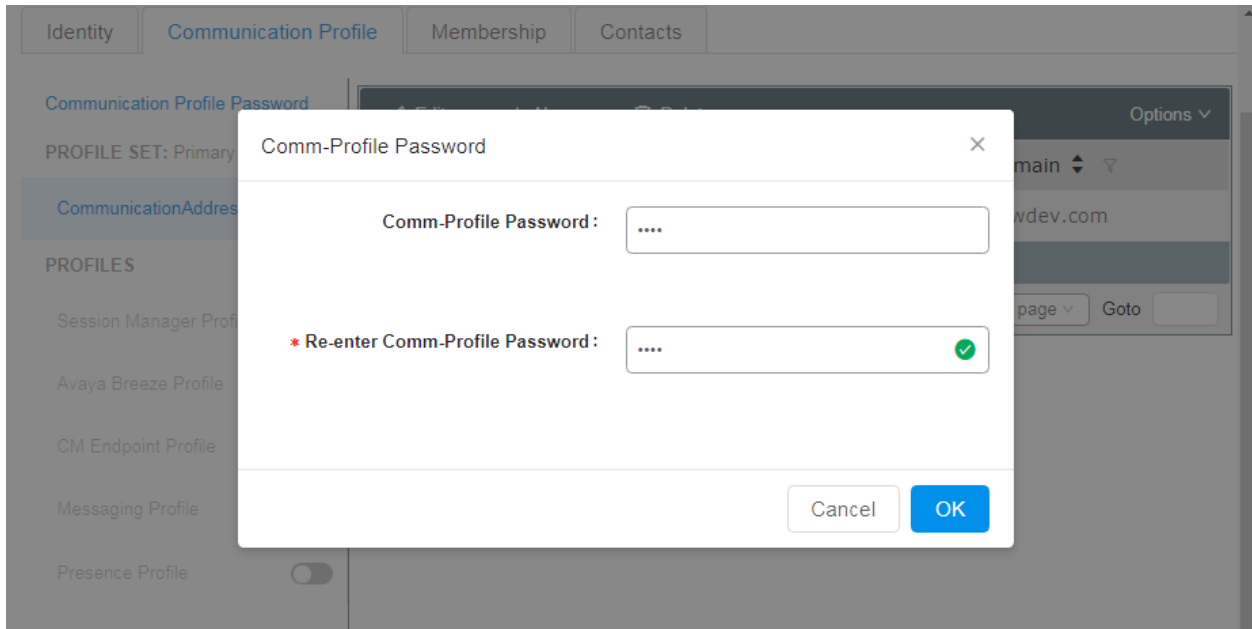 Identity Communication Profile Membership Contacts
Communication Profile Password
Options
PROFILE SET: Primary
Comm-Profile Password
main
CommunicationAddres
Comm-Profile Password :
••••
wdev.com
PROFILES
Session Manager Profi
page Goto
* Re-enter Comm-Profile Password :
••••
Avaya Breeze Profile
CM Endpoint Profile
Messaging Profile
Cancel OK
Presence Profile